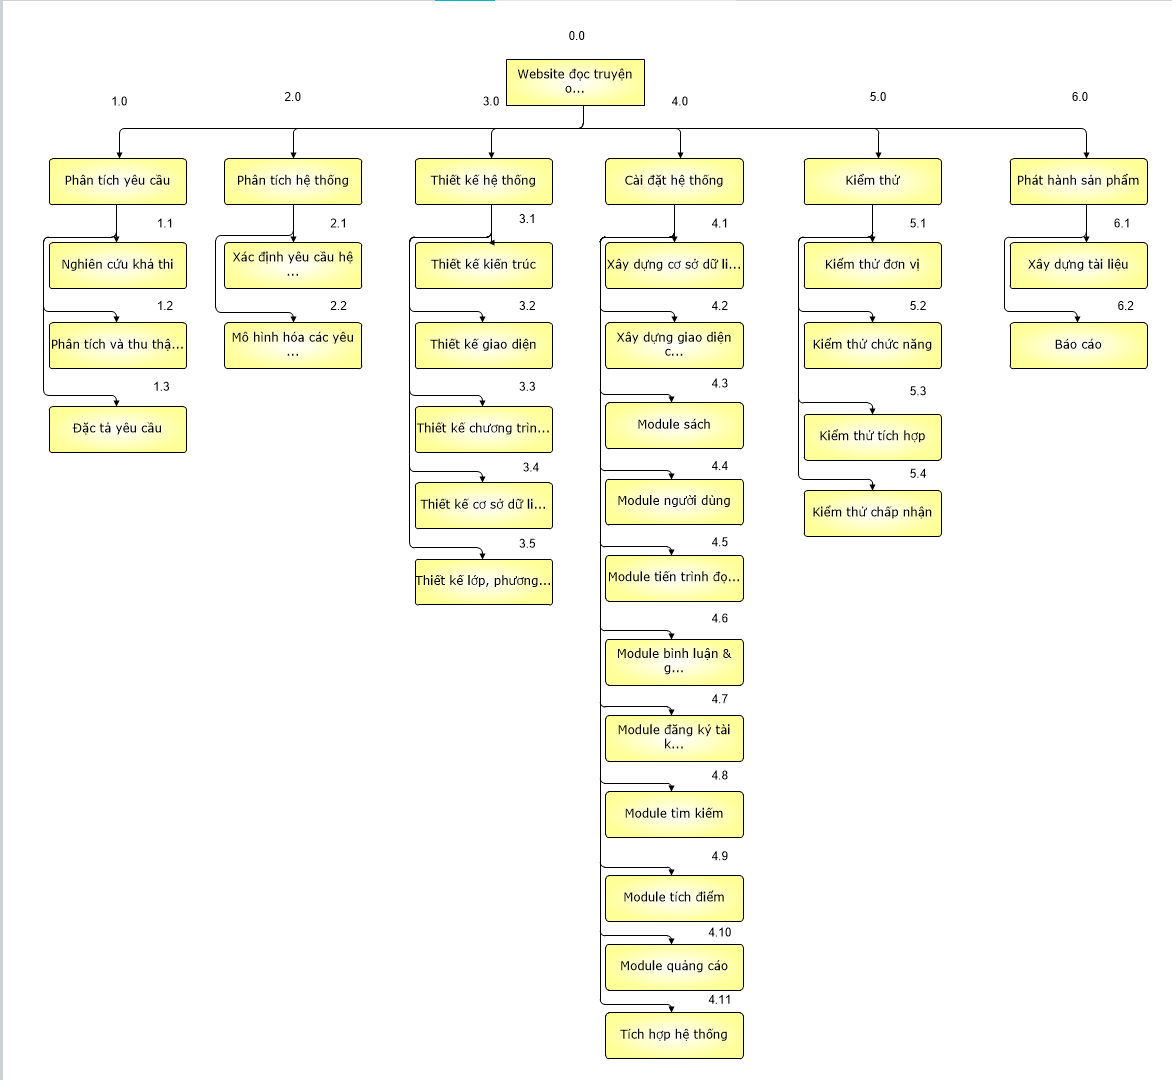 0.0
Website đọc truyện
o...
1.0
2.0
3.0
4.0
5.0
6.0
Phân tích yêu cầu
Phân tích hệ thống
Thiết kế hệ thống
Cài đặt hệ thống
Kiểm thử
Phát hành sản phẩm
1.1
Nghiên cứu khả thi
1.2
Phân tích và thu thậ...
1.3
Đặc tả yêu cầu
2.1
Xác định yêu cầu hệ
...
2.2
Mô hình hóa các yêu
...
3.1
Thiết kế kiến trúc
3.2
Thiết kế giao diện
3.3
Thiết kế chương trìn...
3.4
Thiết kế cơ sở dữ li...
3.5
Thiết kế lớp, phương...
4.1
Xây dựng cơ sở dữ li...
4.2
Xây dựng giao diện
c...
4.3
Module sách
4.4
Module người dùng
4.5
Module tiến trình đọ...
4.6
Module bình luận &
g...
4.7
Module đăng ký tài
k...
4.8
Module tìm kiếm
4.9
Module tích điểm
4.10
Module quảng cáo
4.11
Tích hợp hệ thống
5.1
Kiểm thử đơn vị
5.2
Kiểm thử chức năng
5.3
Kiểm thử tích hợp
5.4
Kiểm thử chấp nhận
6.1
Xây dựng tài liệu
6.2
Báo cáo